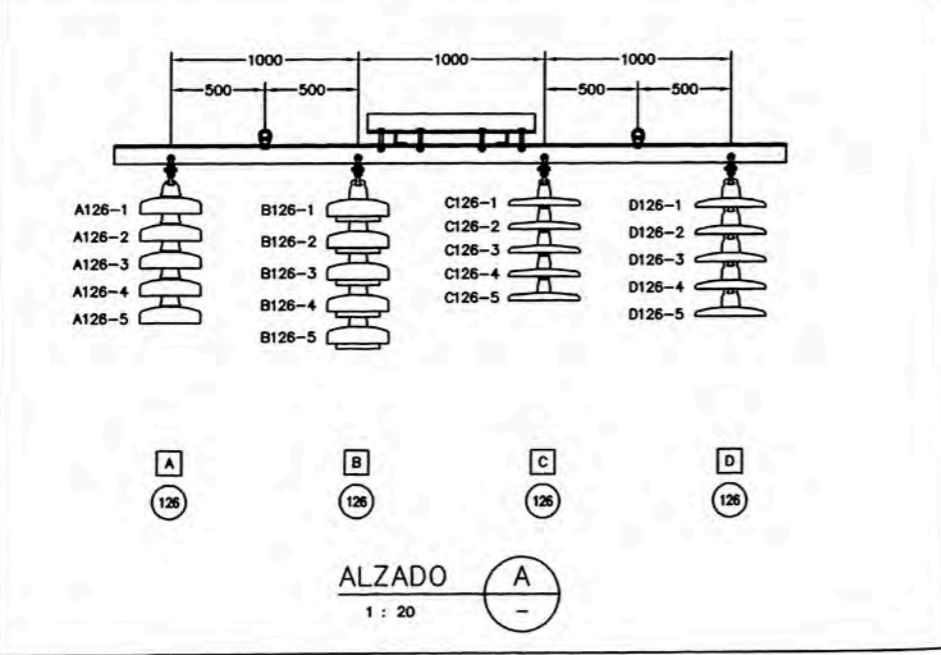 1000 1000 1000
500 500 500 500
A126-1 B126-1 C126-1 D126-1
A126-2 B126-2 C126-2 D126-2
A126-3 B126-3 C126-3 D126-3
A126-4 B126-4 C126-4 D126-4
A126-5 B126-5 C126-5 D126-5
A B C D
126 126 126 126
ALZADO A
1 : 20 -